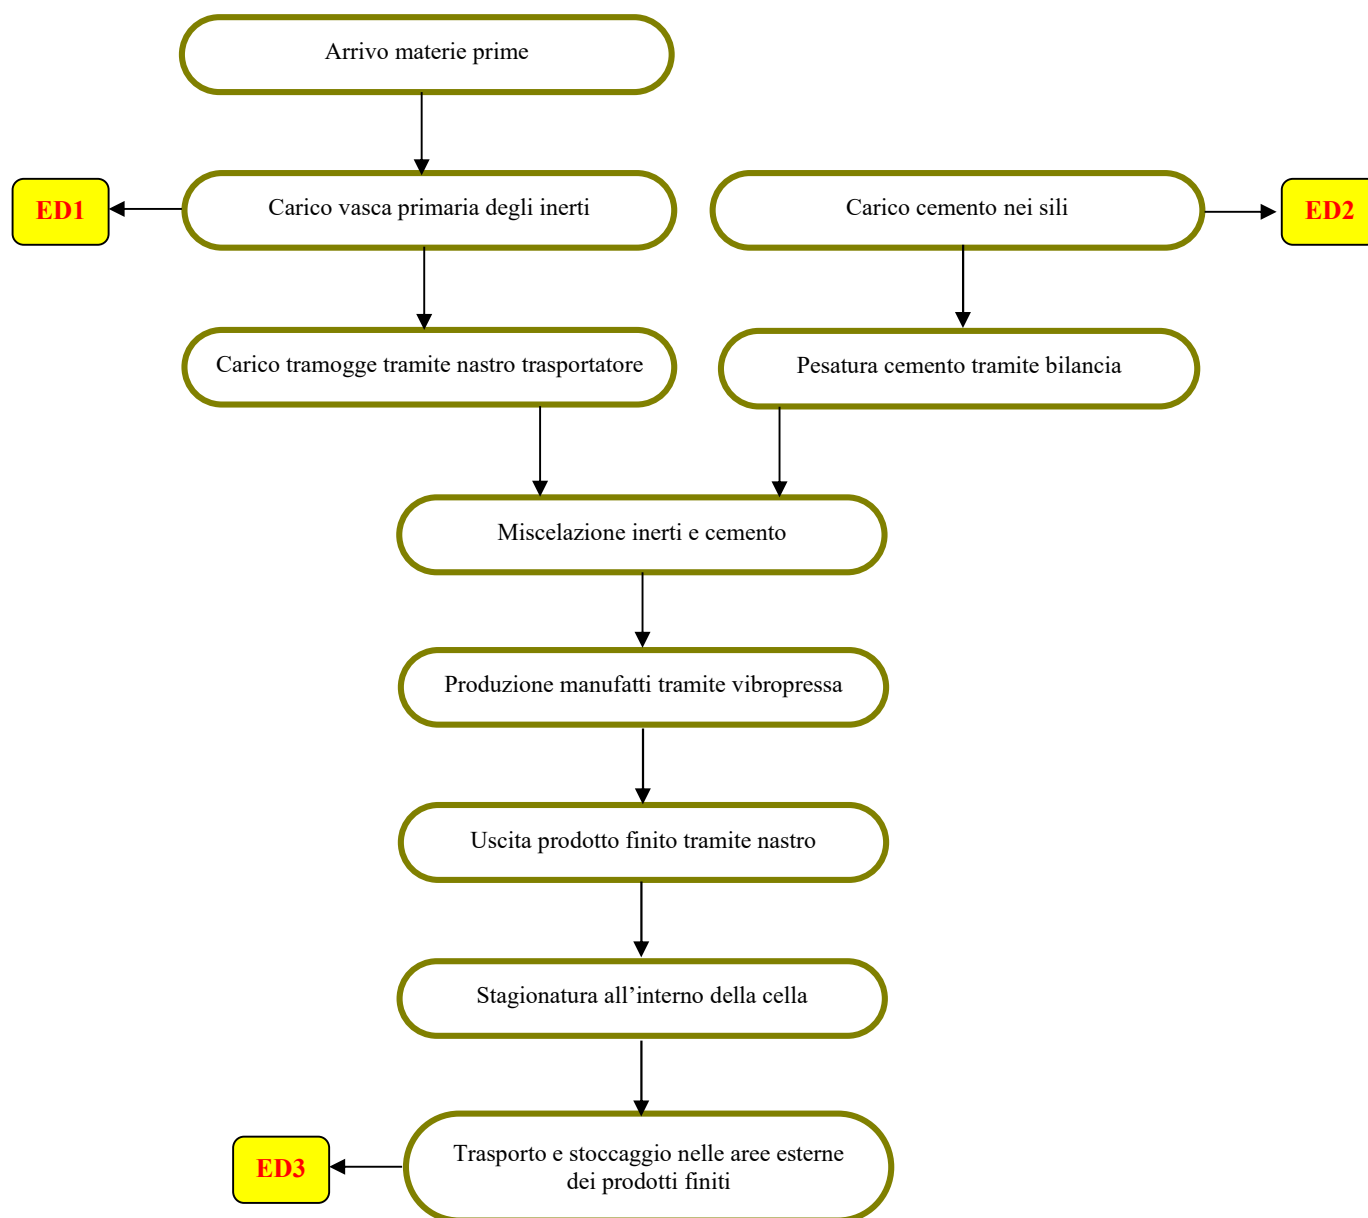 Arrivo materie prime
ED1
Carico vasca primaria degli inerti
Carico cemento nei sili
ED2
Carico tramogge tramite nastro trasportatore
Pesatura cemento tramite bilancia
Miscelazione inerti e cemento
Produzione manufatti tramite vibropressa
Uscita prodotto finito tramite nastro
Stagionatura all’interno della cella
ED3
Trasporto e stoccaggio nelle aree esterne
dei prodotti finiti